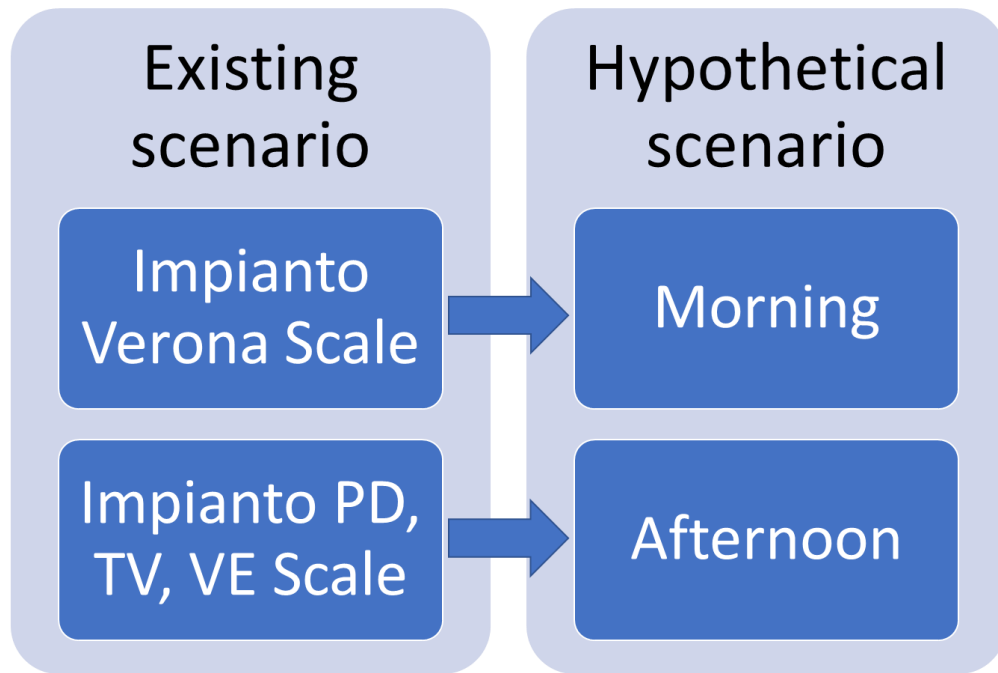 Existing
scenario
Impianto
Verona Scale
Impianto PD,
TV, VE Scale
Hypothetical
scenario
Morning
Afternoon